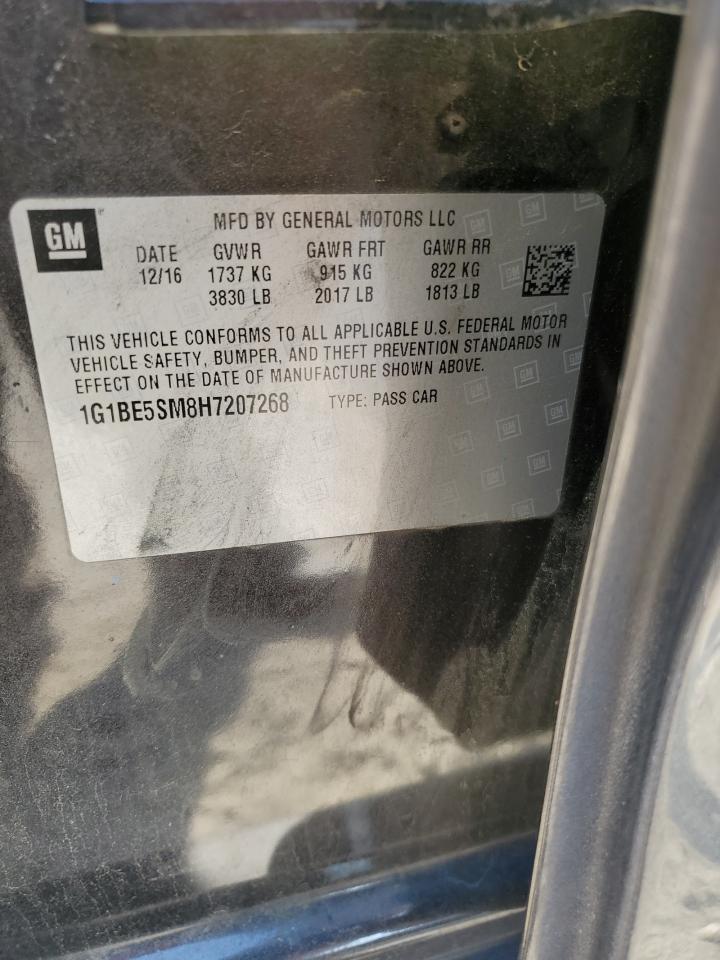 GM
MFD BY GENERAL MOTORS LLC
DATE GVWR GAWR FRT GAWR RR
12/16 1737 KG 915 KG 822 KG
3830 LB 2017 LB 1813 LB
THIS VEHICLE CONFORMS TO ALL APPLICABLE U.S. FEDERAL MOTOR
VEHICLE SAFETY, BUMPER, AND THEFT PREVENTION STANDARDS IN
EFFECT ON THE DATE OF MANUFACTURE SHOWN ABOVE.
1G1BE5SM8H7207268 TYPE: PASS CAR